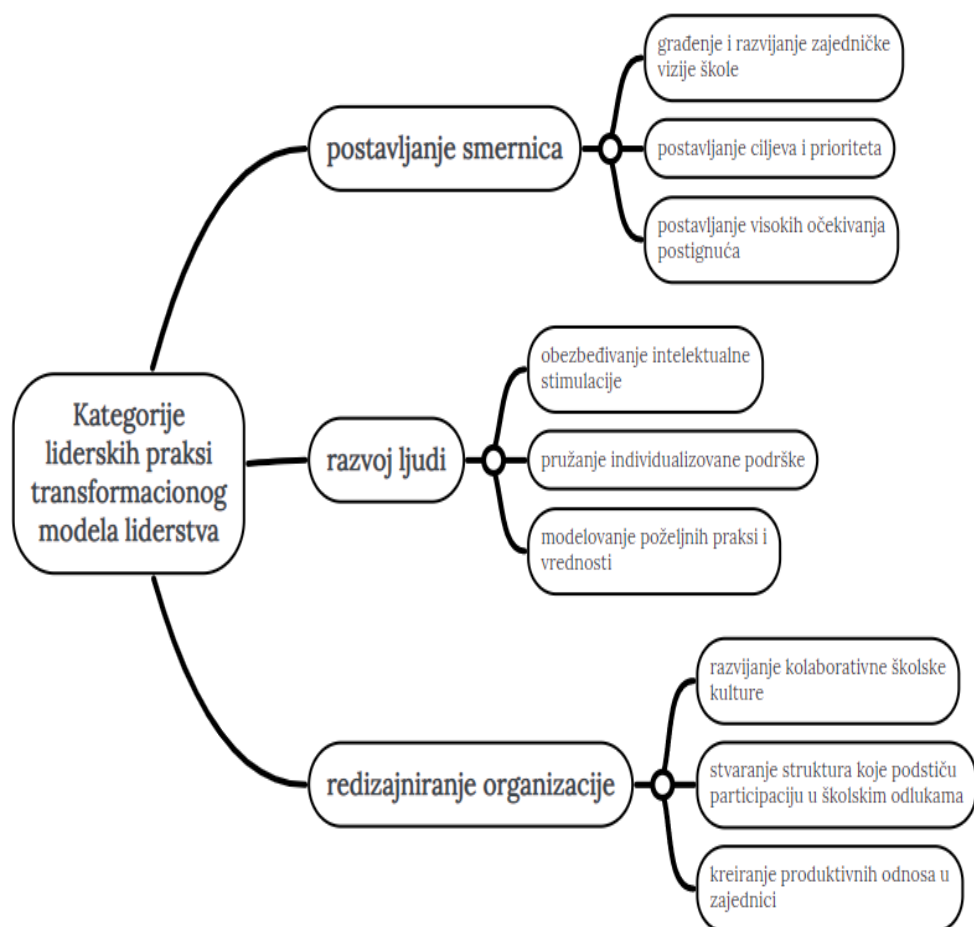 Kategorije
liderskih praksi
transformacionog
modela liderstva
postavljanje smernica
građenje i razvijanje zajedničke
vizije škole
postavljanje ciljeva i prioriteta
postavljanje visokih očekivanja
postignuća
razvoj ljudi
obezbeđivanje intelektualne
stimulacije
pružanje individualizovane podrške
modelovanje poželjnih praksi i
vrednosti
redizajniranje organizacije
razvijanje kolaborativne školske
kulture
stvaranje struktura koje podstiču
participaciju u školskim odlukama
kreiranje produktivnih odnosa u
zajednici